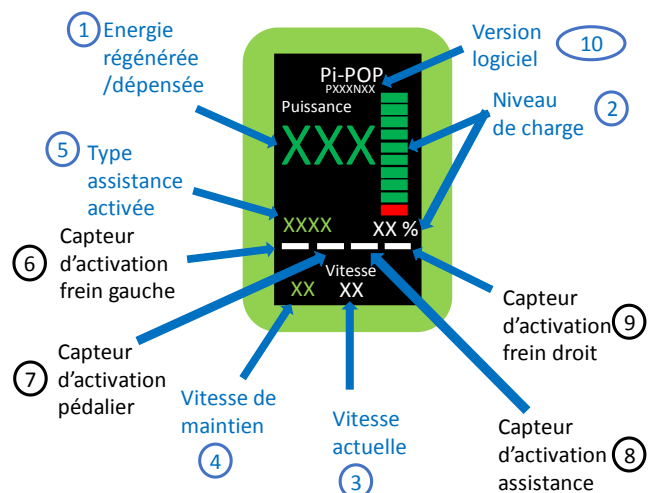 1 Energie
régénérée
/dépensée
Version
logiciel
10
Pi-POP
PXXXNXX
Puissance
XXX
Niveau
de charge
2
5 Type
assistance
activée
XXXX
XX %
6 Capteur
d'activation
frein gauche
Vitesse
XX
XX
Capteur
d'activation
frein droit
9
7 Capteur
d'activation
pédalier
Vitesse de
maintien
4
Vitesse
actuelle
3
Capteur
d'activation
assistance
8